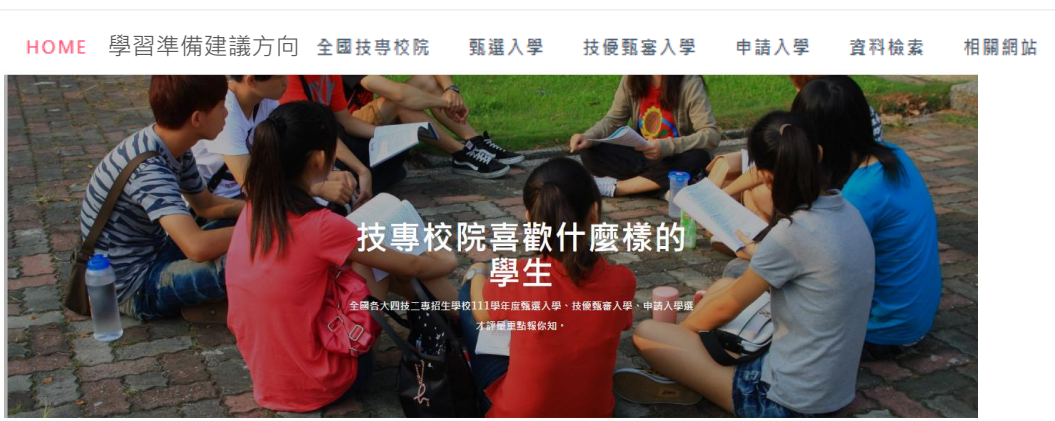 HOME 學習準備建議方向 全國技專校院 甄選入學 技優甄審入學 申請入學 資料檢索 相關網站
技專校院喜歡什麼樣的
學生
全國各大四技二專招生學校111學年度甄選入學、技優甄審入學、申請入學選
才評量重點報你知。